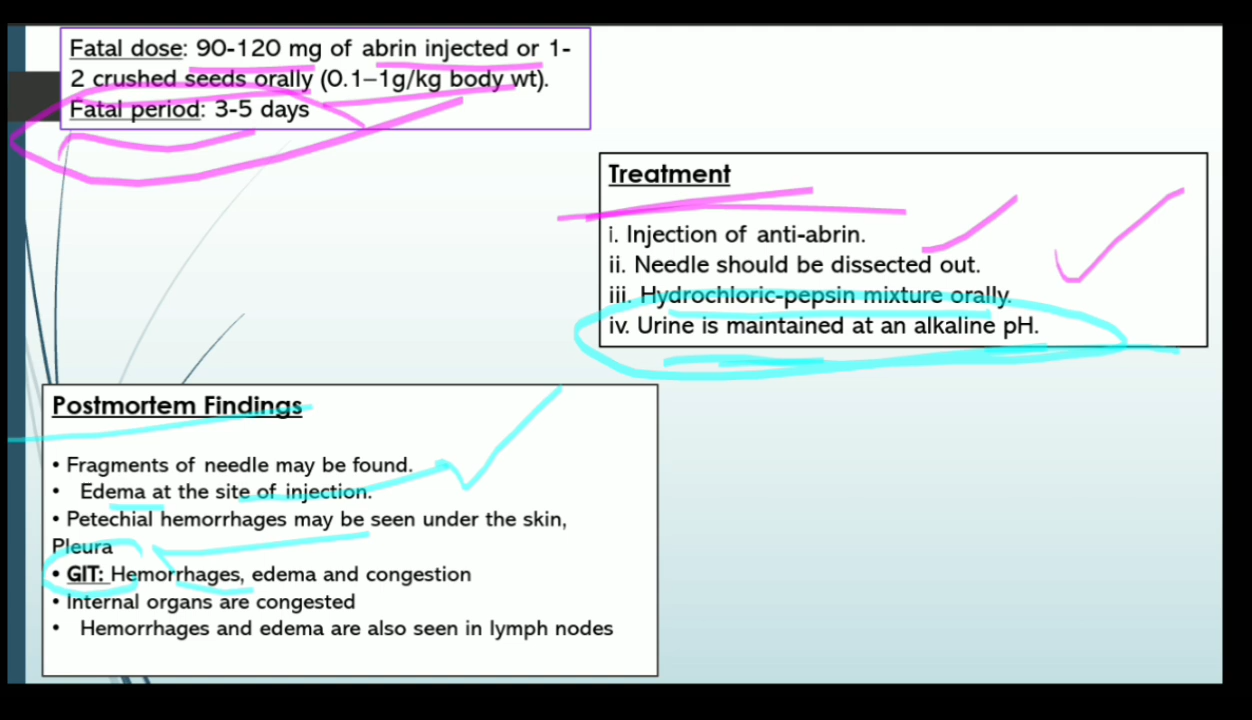 Fatal dose: 90-120 mg of abrin injected or 1-
2 crushed seeds orally (0.1–1g/kg body wt).
Fatal period: 3-5 days
Treatment
i. Injection of anti-abrin.
ii. Needle should be dissected out.
iii. Hydrochloric-pepsin mixture orally.
iv. Urine is maintained at an alkaline pH.
Postmortem Findings
• Fragments of needle may be found.
• Edema at the site of injection.
• Petechial hemorrhages may be seen under the skin,
Pleura
• GIT: Hemorrhages, edema and congestion
• Internal organs are congested
• Hemorrhages and edema are also seen in lymph nodes